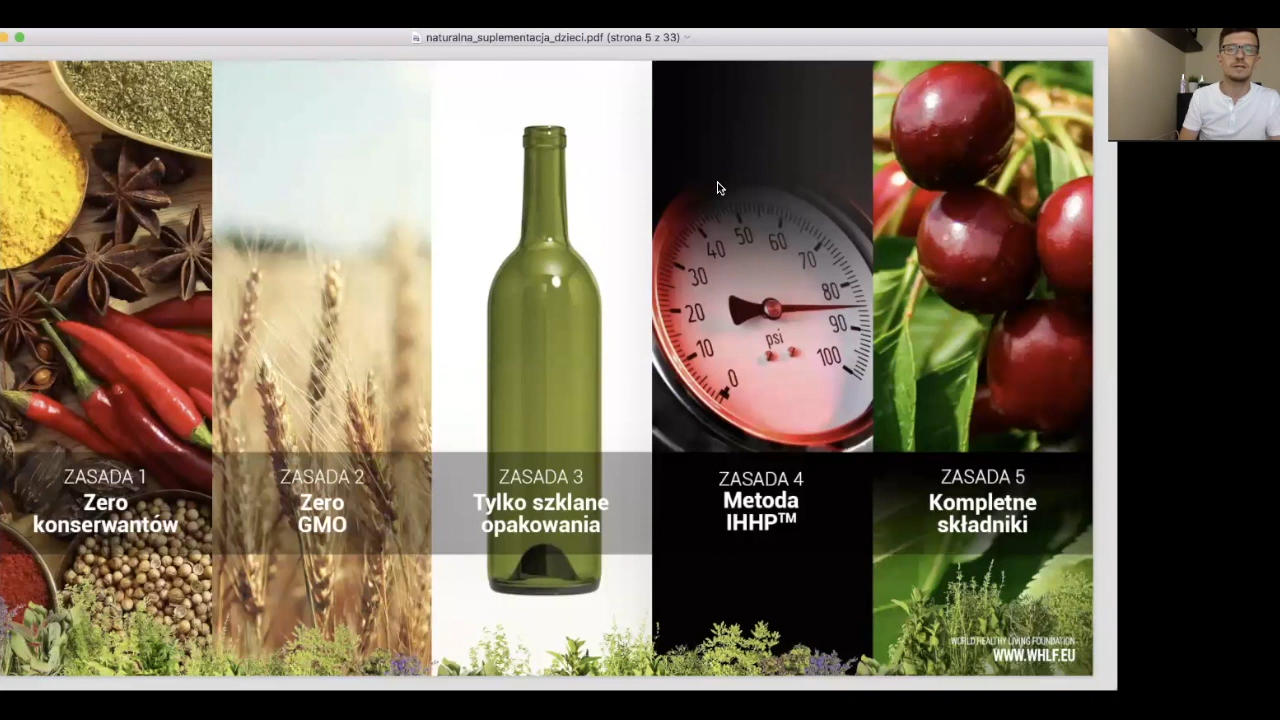 naturalna_suplementacja_dzieci.pdf (strona 5 z 33)
ZASADA 1
Zero
konserwantów
ZASADA 2
Zero
GMO
ZASADA 3
Tylko szklane
opakowania
0
10
20
30
40
50
60
70
80
90
100
psi
ZASADA 4
Metoda
IHHP™
ZASADA 5
Kompletne
składniki
WORLD HEALTHY LIVING FOUNDATION
WWW.WHLF.EU